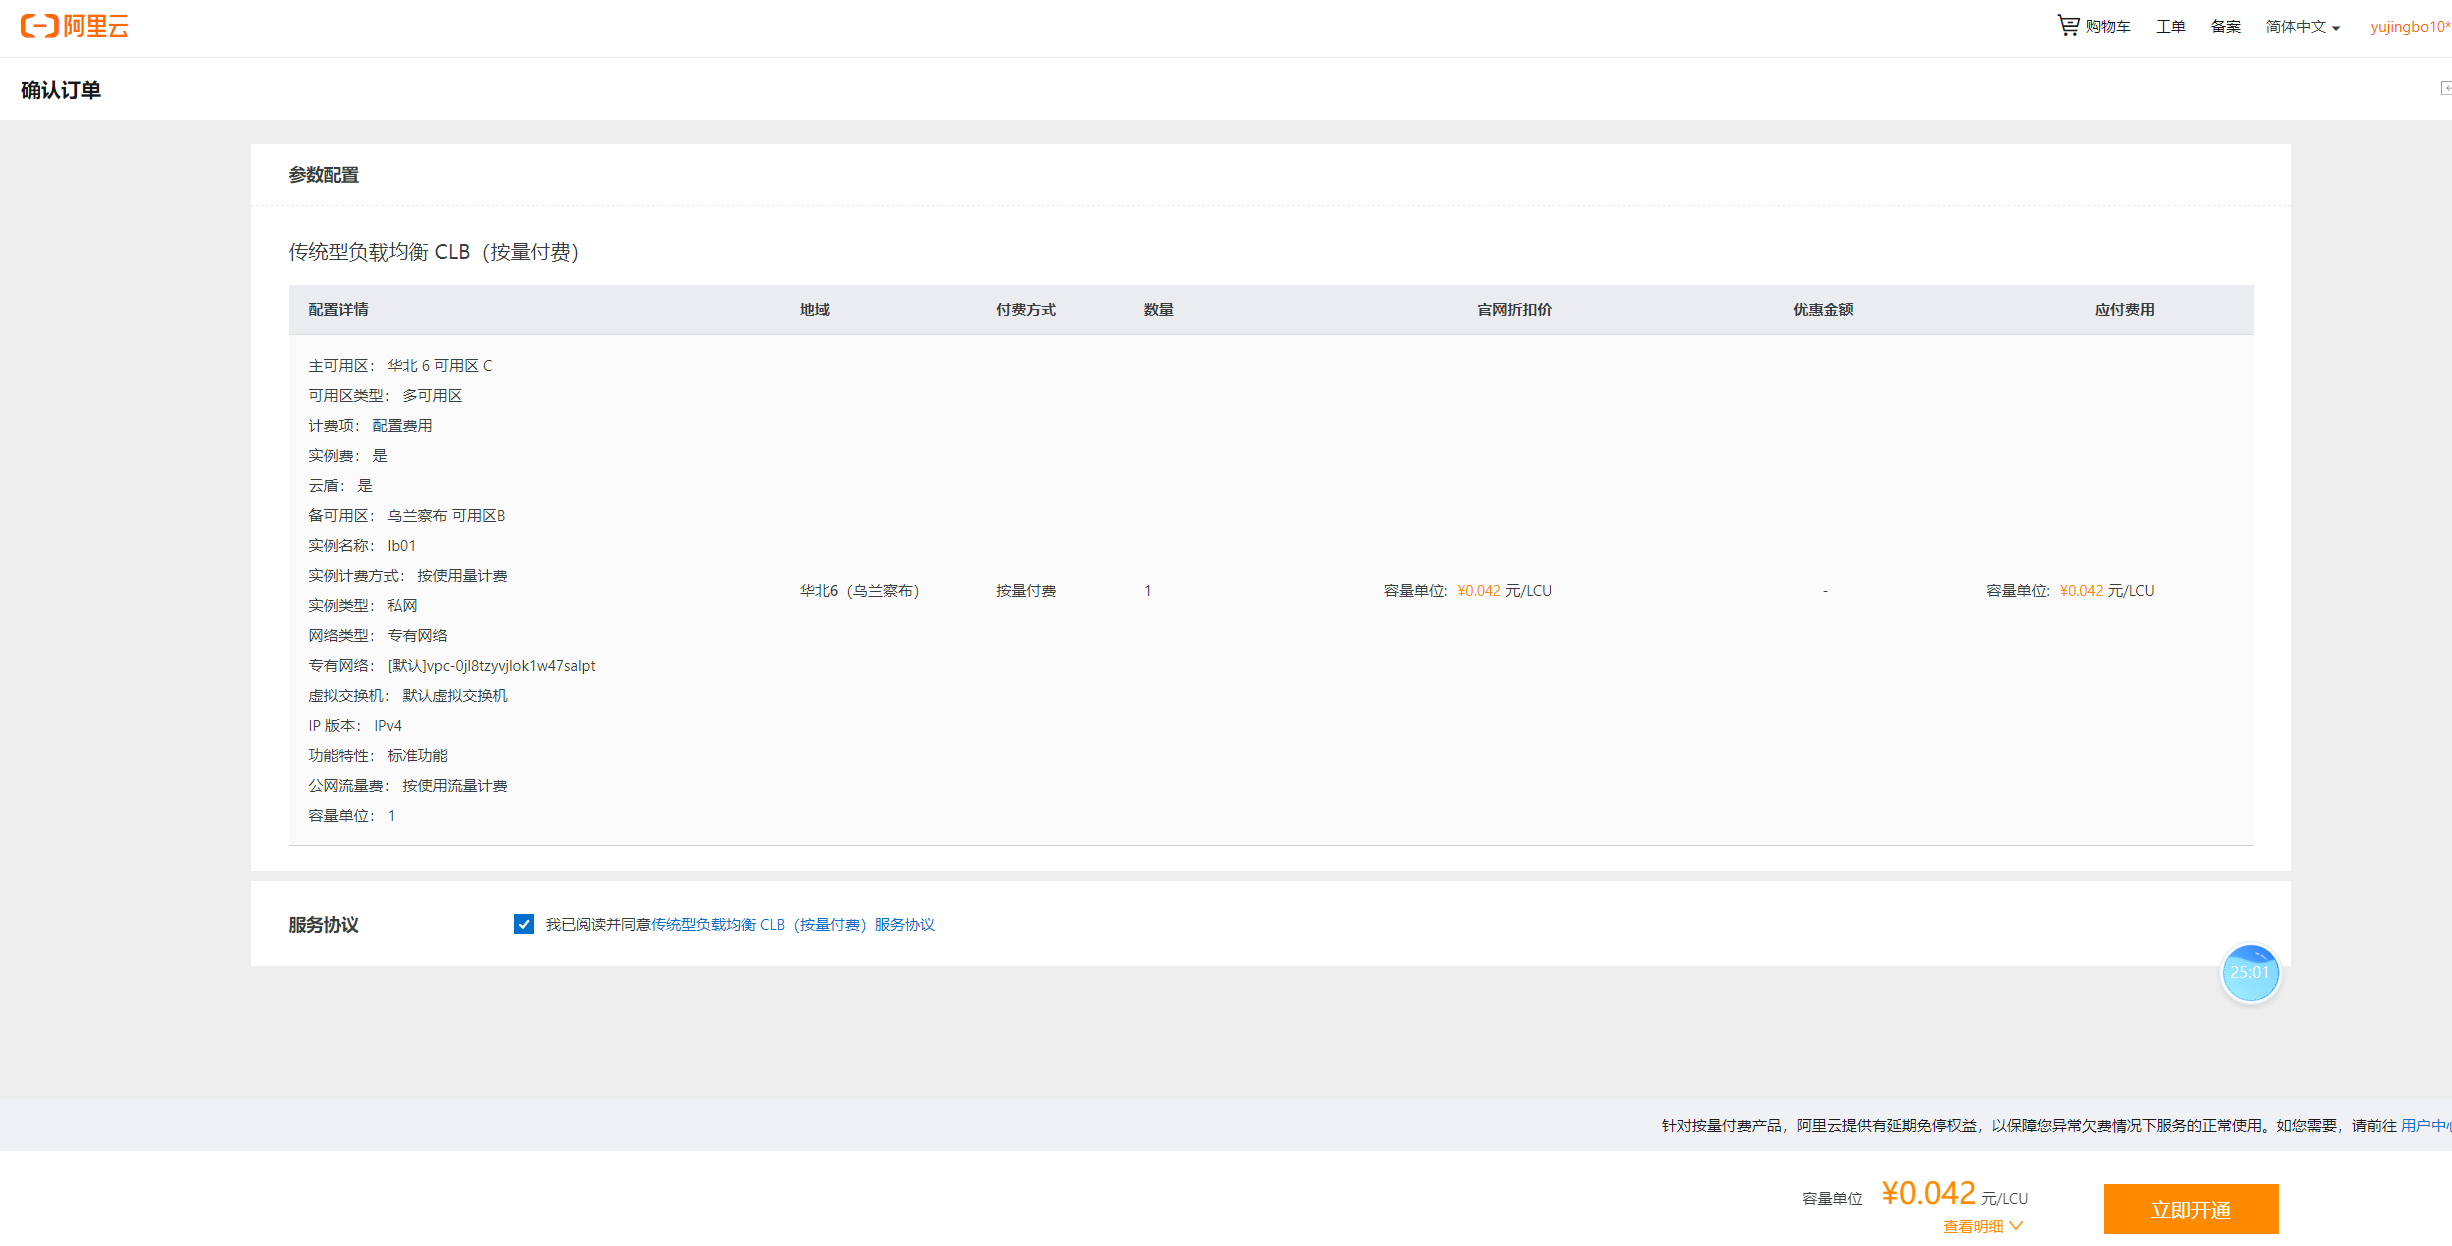 阿里云
购物车 工单 备案 简体中文 yujingbo10*
确认订单
参数配置
传统型负载均衡 CLB（按量付费）
配置详情 地域 付费方式 数量 官网折扣价 优惠金额 应付费用
主可用区： 华北 6 可用区 C
可用区类型： 多可用区
计费项： 配置费用
实例费： 是
云盾： 是
备可用区： 乌兰察布 可用区B
实例名称： lb01
实例计费方式： 按使用量计费
实例类型： 私网
网络类型： 专有网络
专有网络： [默认]vpc-0jl8tzyvjlok1w47salpt
虚拟交换机： 默认虚拟交换机
IP 版本： IPv4
功能特性： 标准功能
公网流量费： 按使用流量计费
容量单位： 1
华北6（乌兰察布） 按量付费 1 容量单位: ¥0.042 元/LCU - 容量单位: ¥0.042 元/LCU
服务协议 我已阅读并同意传统型负载均衡 CLB（按量付费）服务协议
25:01
针对按量付费产品，阿里云提供有延期免停权益，以保障您异常欠费情况下服务的正常使用。如您需要，请前往 用户中
容量单位 ¥0.042 元/LCU
查看明细
立即开通